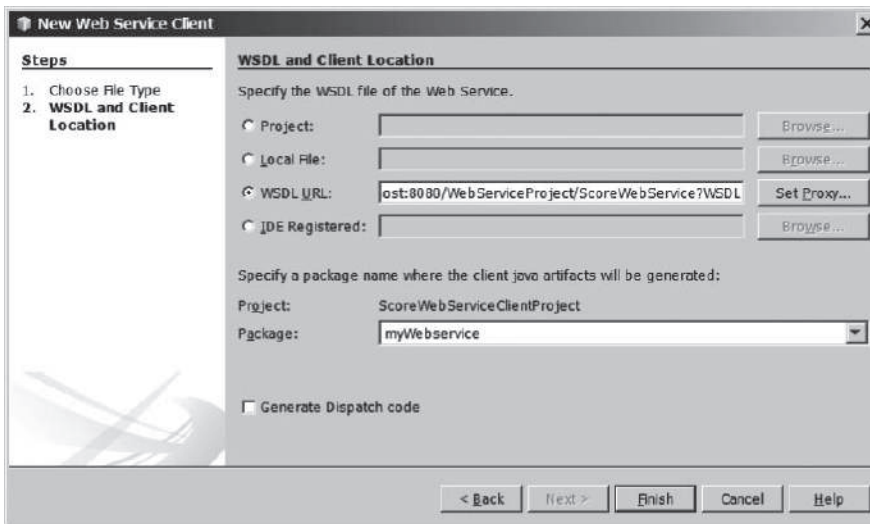 New Web Service Client
Steps
1. Choose File Type
2. WSDL and Client Location
WSDL and Client Location
Specify the WSDL file of the Web Service.
Project:
Browse...
Local File:
Browse...
WSDL URL:
ost:8080/WebServiceProject/ScoreWebService?WSDL
Set Proxy...
IDE Registered:
Browse...
Specify a package name where the client java artifacts will be generated:
Project:
ScoreWebServiceClientProject
Package:
myWebservice
Generate Dispatch code
< Back
Next >
Finish
Cancel
Help